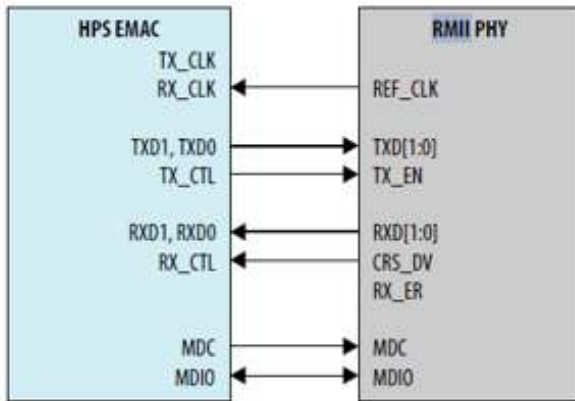 HPS EMAC RMII PHY
TX_CLK
RX_CLK REF_CLK
TXD1, TXD0 TXD[1:0]
TX_CTL TX_EN
RXD1, RXD0 RXD[1:0]
RX_CTL CRS_DV
RX_ER
MDC MDC
MDIO MDIO